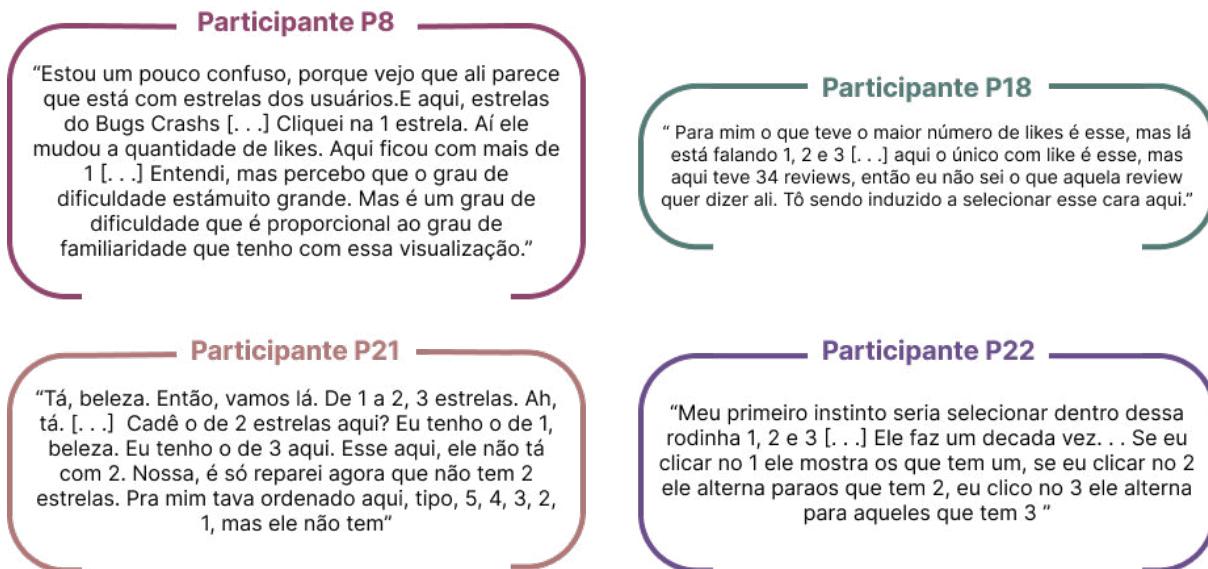 Participante P8
“Estou um pouco confuso, porque vejo que ali parece
que está com estrelas dos usuários.E aqui, estrelas
do Bugs Crashs [. . .] Cliquei na 1 estrela. Aí ele
mudou a quantidade de likes. Aqui ficou com mais de
1 [. . .] Entendi, mas percebo que o grau de
dificuldade estámuito grande. Mas é um grau de
dificuldade que é proporcional ao grau de
familiaridade que tenho com essa visualização.”
Participante P18
“ Para mim o que teve o maior número de likes é esse, mas lá
está falando 1, 2 e 3 [. . .] aqui o único com like é esse, mas
aqui teve 34 reviews, então eu não sei o que aquela review
quer dizer ali. Tô sendo induzido a selecionar esse cara aqui.”
Participante P21
“Tá, beleza. Então, vamos lá. De 1 a 2, 3 estrelas. Ah,
tá. [. . .]  Cadê o de 2 estrelas aqui? Eu tenho o de 1,
beleza. Eu tenho o de 3 aqui. Esse aqui, ele não tá
com 2. Nossa, é só reparei agora que não tem 2
estrelas. Pra mim tava ordenado aqui, tipo, 5, 4, 3, 2,
1, mas ele não tem”
Participante P22
“Meu primeiro instinto seria selecionar dentro dessa
rodinha 1, 2 e 3 [. . .] Ele faz um decada vez. . . Se eu
clicar no 1 ele mostra os que tem um, se eu clicar no 2
ele alterna paraos que tem 2, eu clico no 3 ele alterna
para aqueles que tem 3 ”